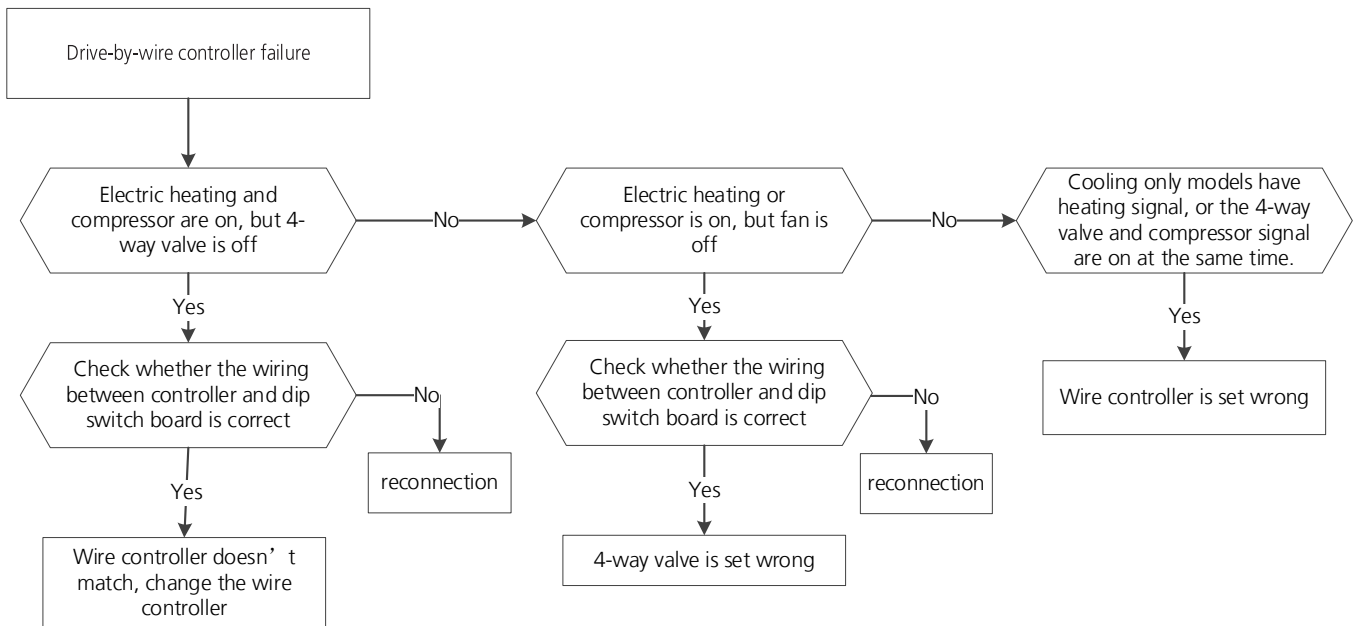 Drive-by-wire controller failure
Electric heating and
compressor are on, but 4-
way valve is off
No
Electric heating or
compressor is on, but fan is
off
No
Cooling only models have
heating signal, or the 4-way
valve and compressor signal
are on at the same time.
Yes
Yes
Yes
Check whether the wiring
between controller and dip
switch board is correct
No
Check whether the wiring
between controller and dip
switch board is correct
No
Wire controller is set wrong
reconnection
reconnection
Yes
Yes
Wire controller doesn’t
match, change the wire
controller
4-way valve is set wrong